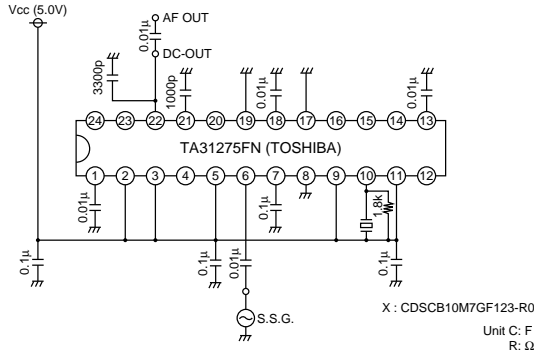 Vcc (5.0V)
AF OUT
0.01μ
DC-OUT
3300p
1000p
0.01μ
0.01μ
24 23 22 21 20 19 18 17 16 15 14 13
TA31275FN (TOSHIBA)
1 2 3 4 5 6 7 8 9 10 11 12
0.01μ
0.1μ
1.8k
0.1μ
0.1μ
0.01μ
0.1μ
S.S.G.
X : CDSCB10M7GF123-R0
Unit C: F
R: Ω